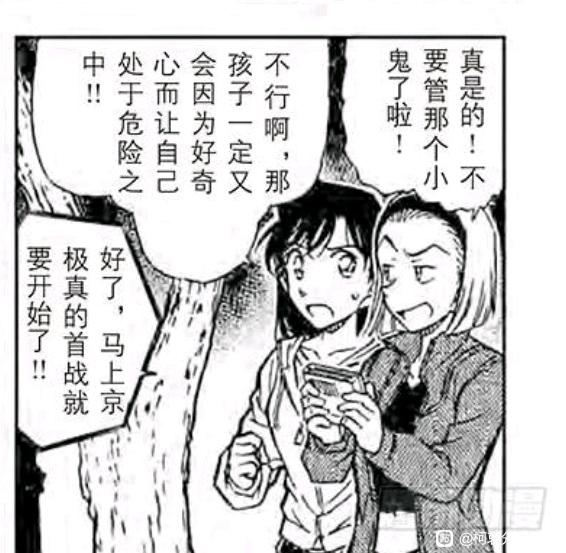 真是的！不
要管那个小
鬼了啦！
不行啊，那
孩子一定又
会因为好奇
心而让自己
处于危险之
中!!
好了，马上京
极真的首战就
要开始了!!